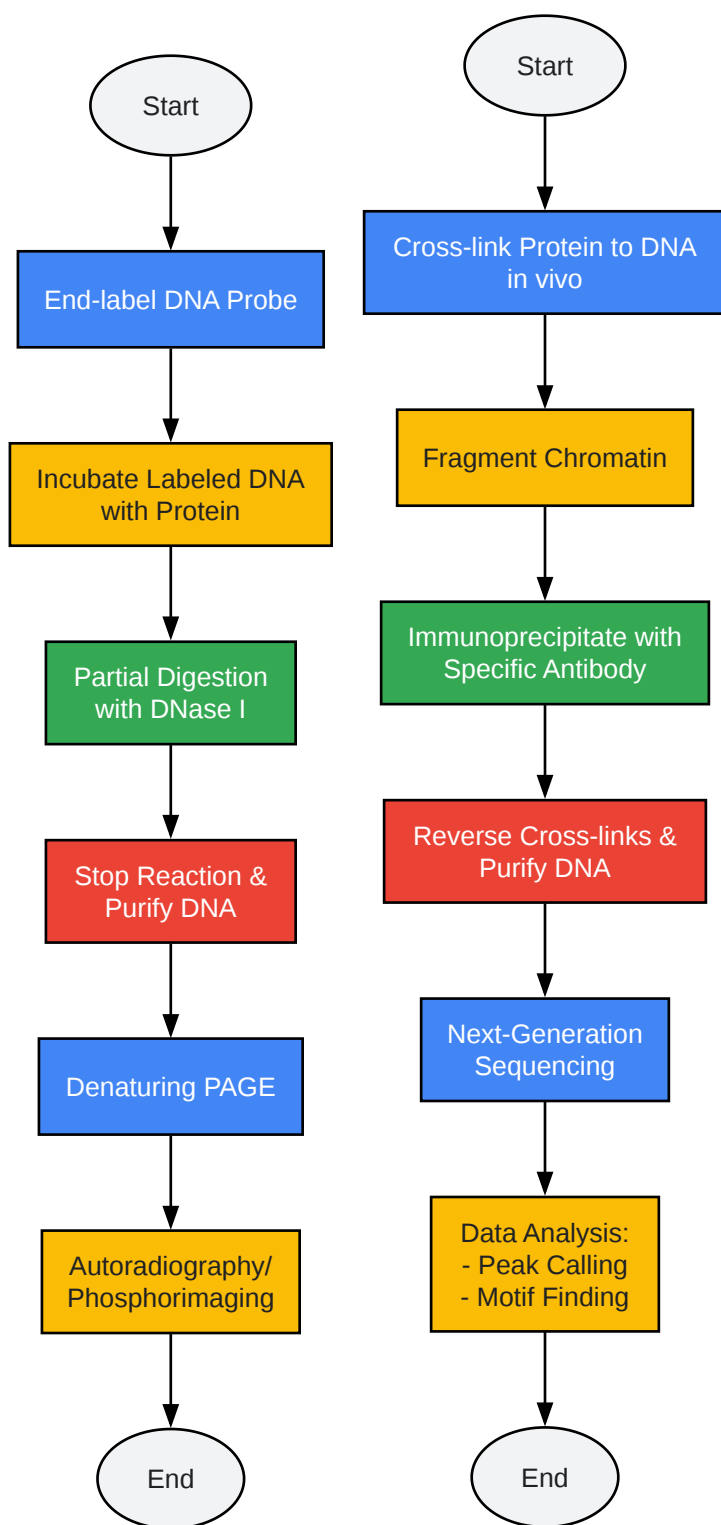 Start
End-label DNA Probe
Incubate Labeled DNA
with Protein
Partial Digestion
with DNase I
Stop Reaction &
Purify DNA
Denaturing PAGE
Autoradiography/
Phosphorimaging
End
Start
Cross-link Protein to DNA
in vivo
Fragment Chromatin
Immunoprecipitate with
Specific Antibody
Reverse Cross-links &
Purify DNA
Next-Generation
Sequencing
Data Analysis:
- Peak Calling
- Motif Finding
End